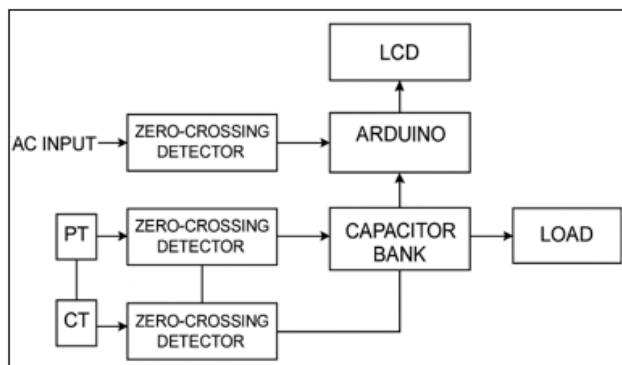 LCD
AC INPUT
ZERO-CROSSING
DETECTOR
ARDUINO
PT
ZERO-CROSSING
DETECTOR
CAPACITOR
BANK
LOAD
CT
ZERO-CROSSING
DETECTOR